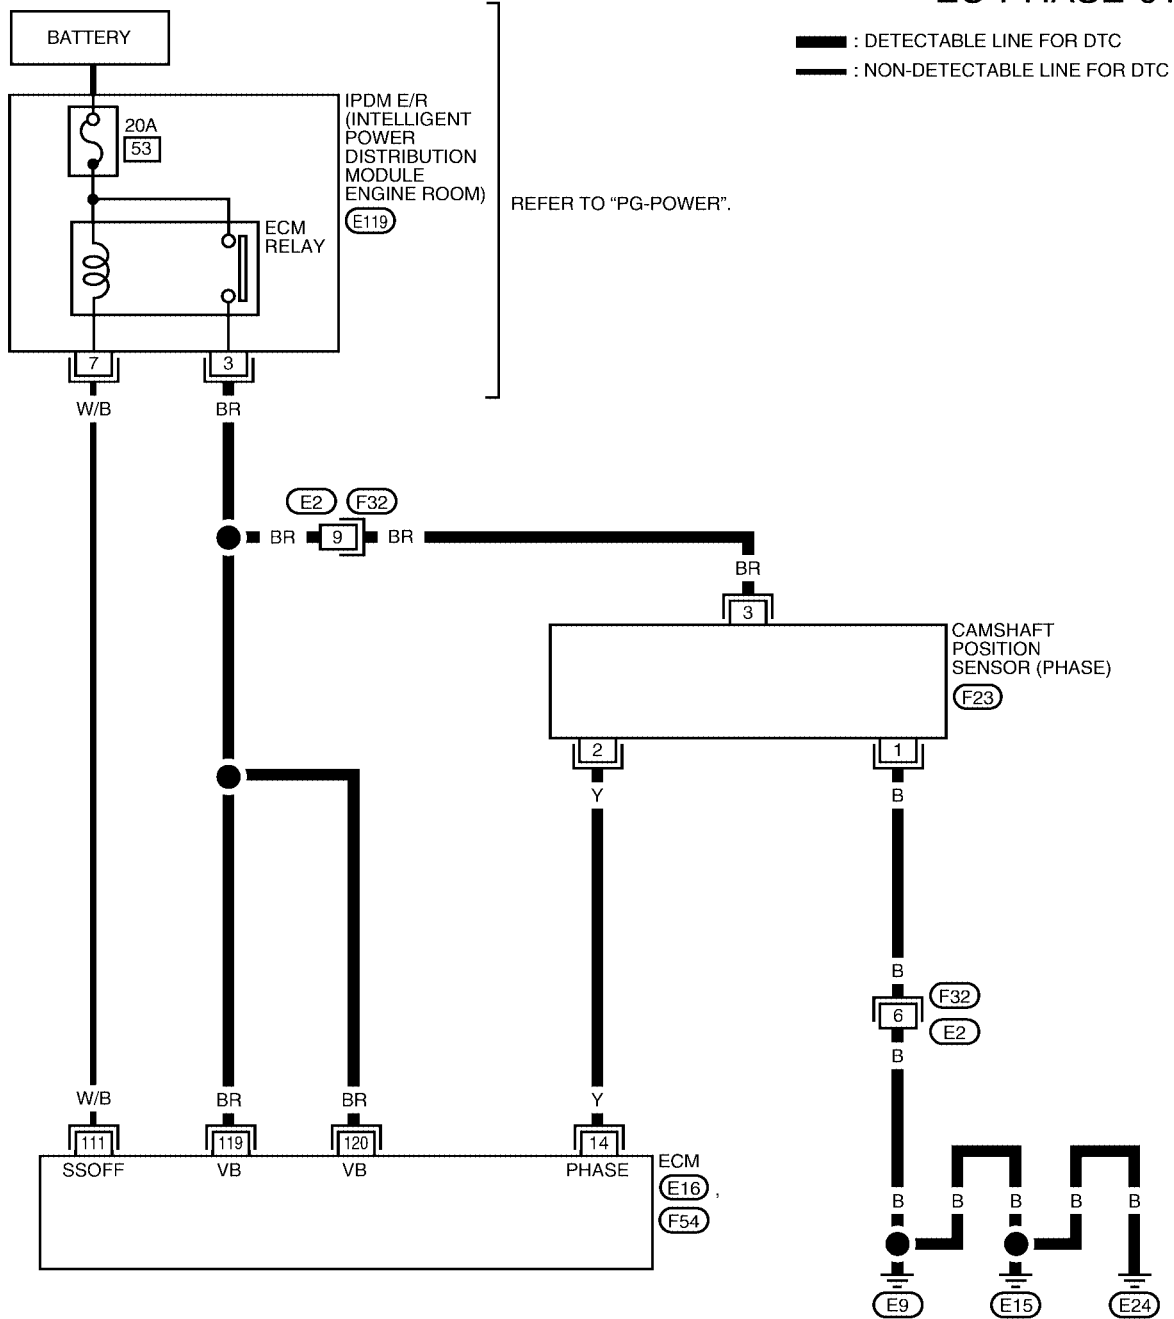 BATTERY
: DETECTABLE LINE FOR DTC
: NON-DETECTABLE LINE FOR DTC
20A
53
IPDM E/R
(INTELLIGENT
POWER
DISTRIBUTION
MODULE
ENGINE ROOM)
E119
REFER TO “PG-POWER”.
ECM
RELAY
7
3
W/B
BR
E2
F32
BR
9
BR
BR
3
CAMSHAFT
POSITION
SENSOR (PHASE)
F23
2
1
Y
B
B
F32
6
E2
B
W/B
BR
BR
Y
111
119
120
14
SSOFF
VB
VB
PHASE
ECM
E16 ,
F54
B
B
B
B
B
E9
E15
E24